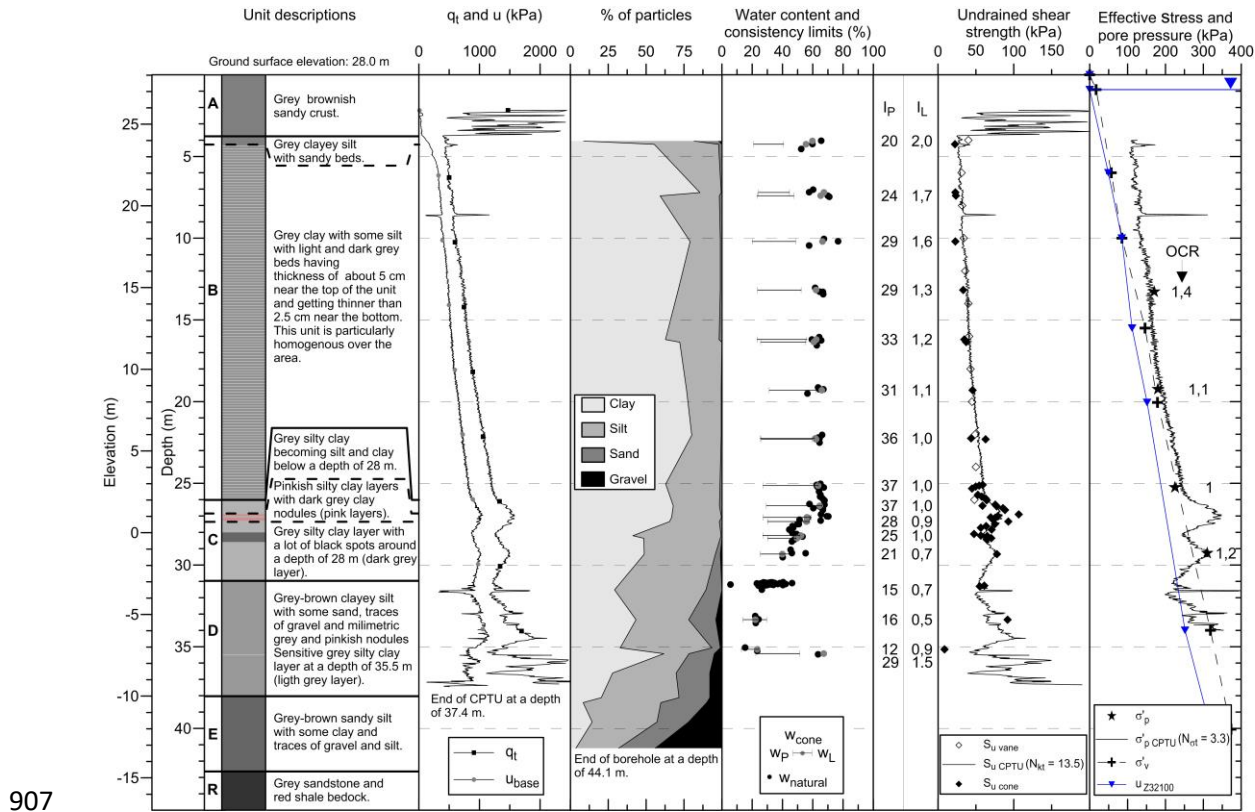 Unit descriptions
Ground surface elevation: 28.0 m
qt and u (kPa)
0 1000 2000
% of particles
0 25 50 75
Water content and
consistency limits (%)
0 20 40 60 80 100
IP
IL
Undrained shear
strength (kPa)
0 50 100 150
Effective Stress and
pore pressure (kPa)
0 100 200 300 400
Elevation (m)
25
20
15
10
5
0
-5
-10
-15
Depth (m)
5
10
15
20
25
30
35
40
A
Grey brownish
sandy crust.
Grey clayey silt
with sandy beds.
B
Grey clay with some silt
with light and dark grey
beds having
thickness of about 5 cm
near the top of the unit
and getting thinner than
2.5 cm near the bottom.
This unit is particularly
homogenous over the
area.
Grey silty clay
becoming silt and clay
below a depth of 28 m.
Pinkish silty clay layers
with dark grey clay
nodules (pink layers).
C
Grey silty clay layer with
a lot of black spots around
a depth of 28 m (dark grey
layer).
D
Grey-brown clayey silt
with some sand, traces
of gravel and milimetric
grey and pinkish nodules
Sensitive grey silty clay
layer at a depth of 35.5 m
(ligth grey layer).
E
Grey-brown sandy silt
with some clay and
traces of gravel and silt.
R
Grey sandstone and
red shale bedock.
End of CPTU at a depth
of 37.4 m.
qt
ubase
Clay
Silt
Sand
Gravel
End of borehole at a depth
of 44.1 m.
wcone
wP wL
wnatural
20 2,0
24 1,7
29 1,6
29 1,3
33 1,2
31 1,1
36 1,0
37 1,0
37 1,0
28 0,9
25 1,0
21 0,7
15 0,7
16 0,5
12 0,9
29 1.5
Su vane
Su CPTU (Nkt = 13.5)
Su cone
OCR
1,4
1,1
1
1,2
σ'p
σ'p CPTU (Nσt = 3.3)
σ'v
uZ32100
907